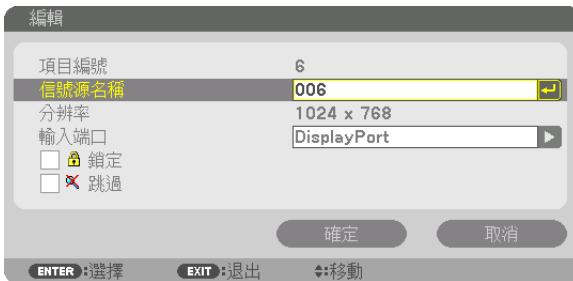 編輯
項目編號 6
信號源名稱 006
分辨率 1024 x 768
輸入端口 DisplayPort
鎖定
跳過
確定 取消
ENTER:選擇 EXIT:退出 :移動